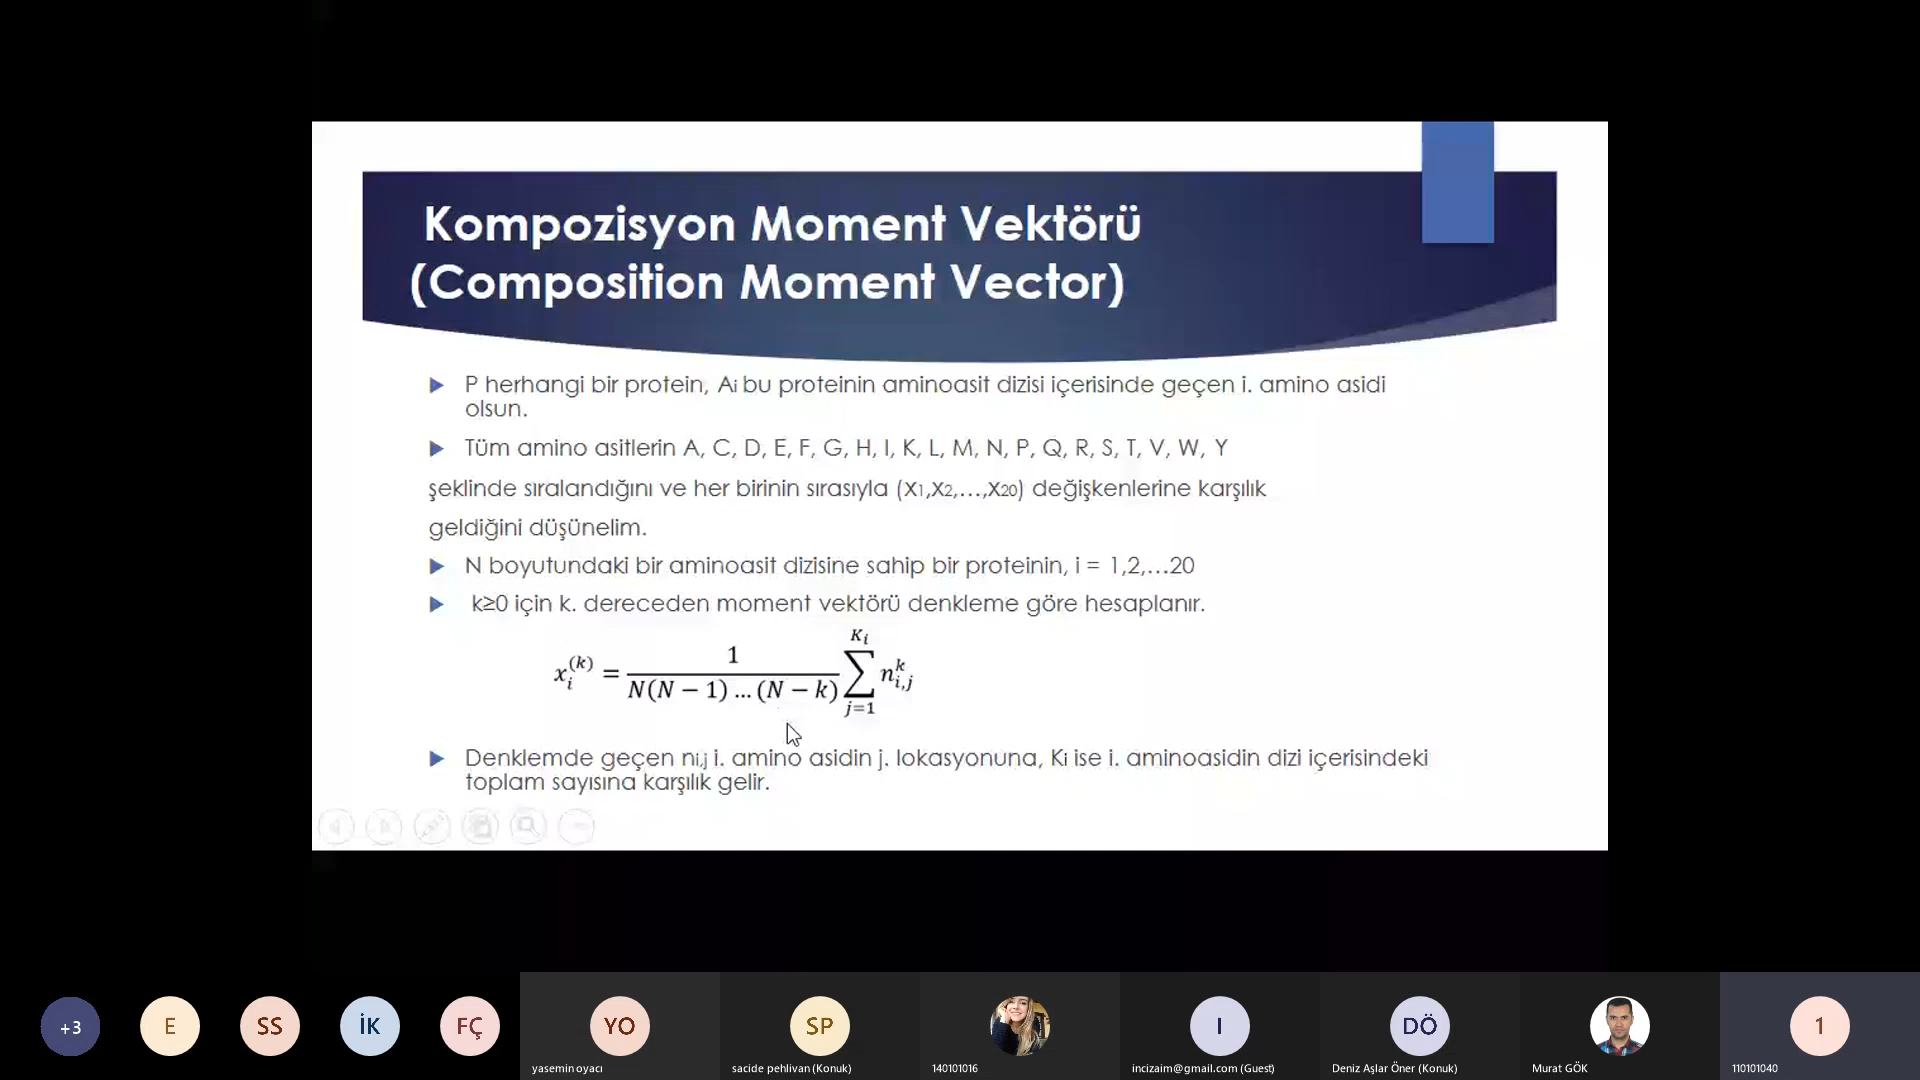 Kompozisyon Moment Vektörü
(Composition Moment Vector)
P herhangi bir protein, Ai bu proteinin aminoasit dizisi içerisinde geçen i. amino asidi
olsun.
Tüm amino asitlerin A, C, D, E, F, G, H, I, K, L, M, N, P, Q, R, S, T, V, W, Y
şeklinde sıralandığını ve her birinin sırasıyla (x1,x2,…,x20) değişkenlerine karşılık
geldiğini düşünelim.
N boyutundaki bir aminoasit dizisine sahip bir proteinin, i = 1,2,…20
k≥0 için k. dereceden moment vektörü denkleme göre hesaplanır.
x_i^(k) = 1 / N(N − 1) … (N − k) ∑_{j=1}^{K_i} n_{i,j}^k
Denklemde geçen ni,j i. amino asidin j. lokasyonuna, Ki ise i. aminoasidin dizi içerisindeki
toplam sayısına karşılık gelir.
+3 E SS İK FÇ YO SP I DÖ 1
yasemin oyacı sacide pehlivan (Konuk) 140101016 incizaim@gmail.com (Guest) Deniz Aşlar Öner (Konuk) Murat GÖK 110101040